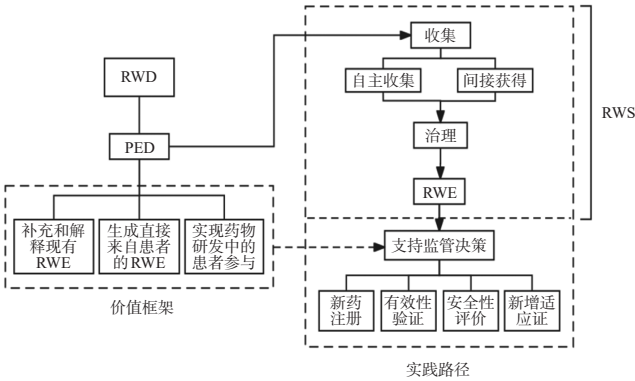 收集
RWD
自主收集
间接获得
RWS
治理
PED
RWE
补充和解
释现有
RWE
生成直接
来自患者
的RWE
实现药物
研发中的
患者参与
支持监管决策
新药
注册
有效性
验证
安全性
评价
新增适
应证
价值框架
实践路径